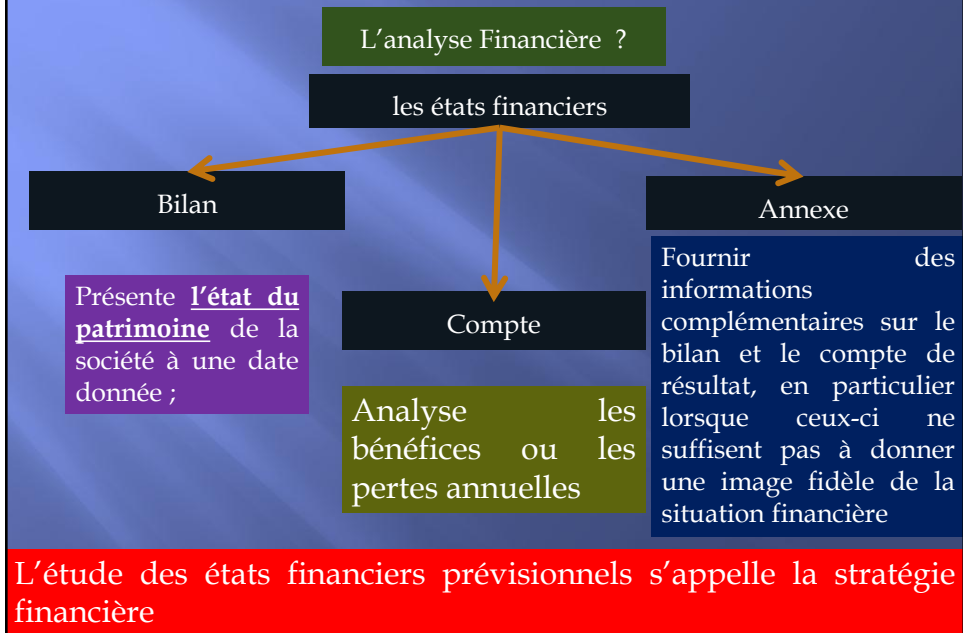 L’analyse Financière ?
les états financiers
Bilan
Présente l’état du
patrimoine de la
société à une date
donnée ;
Compte
Analyse les
bénéfices ou les
pertes annuelles
Annexe
Fournir des
informations
complémentaires sur le
bilan et le compte de
résultat, en particulier
lorsque ceux-ci ne
suffisent pas à donner
une image fidèle de la
situation financière
L’étude des états financiers prévisionnels s’appelle la stratégie
financière